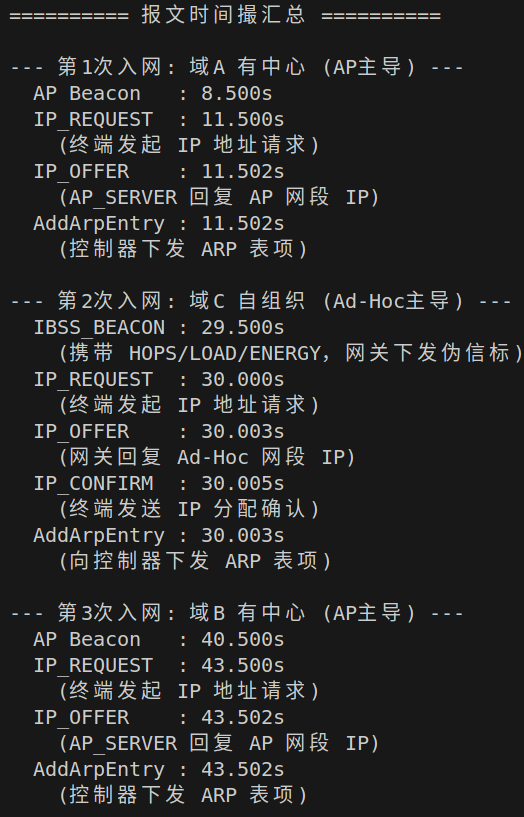 ========== 报文时间撮汇总 ==========
--- 第1次入网: 域A 有中心 (AP主导) ---
AP Beacon : 8.500s
IP_REQUEST : 11.500s
(终端发起 IP 地址请求)
IP_OFFER : 11.502s
(AP_SERVER 回复 AP 网段 IP)
AddArpEntry : 11.502s
(控制器下发 ARP 表项)
--- 第2次入网: 域C 自组织 (Ad-Hoc主导) ---
IBSS_BEACON : 29.500s
(携带 HOPS/LOAD/ENERGY，网关下发伪信标)
IP_REQUEST : 30.000s
(终端发起 IP 地址请求)
IP_OFFER : 30.003s
(网关回复 Ad-Hoc 网段 IP)
IP_CONFIRM : 30.005s
(终端发送 IP 分配确认)
AddArpEntry : 30.003s
(向控制器下发 ARP 表项)
--- 第3次入网: 域B 有中心 (AP主导) ---
AP Beacon : 40.500s
IP_REQUEST : 43.500s
(终端发起 IP 地址请求)
IP_OFFER : 43.502s
(AP_SERVER 回复 AP 网段 IP)
AddArpEntry : 43.502s
(控制器下发 ARP 表项)